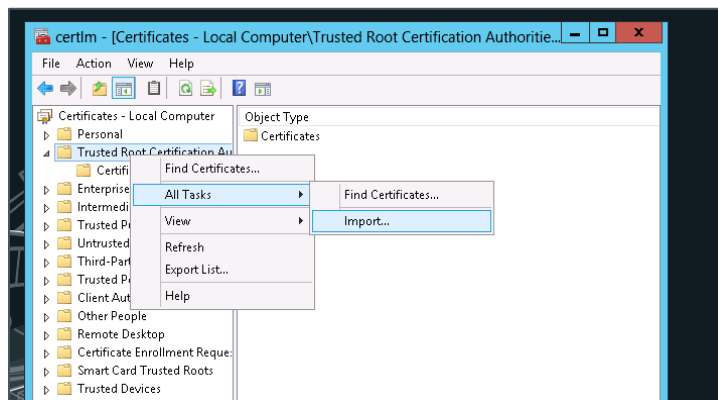 certlm - [Certificates - Local Computer\Trusted Root Certification Authoritie...
File Action View Help
Certificates - Local Computer
Personal
Trusted Root Certification Au
Certifi
Enterprise
Intermedi
Trusted Pu
Untrusted
Third-Part
Trusted Pe
Client Aut
Other People
Remote Desktop
Certificate Enrollment Reque:
Smart Card Trusted Roots
Trusted Devices
Object Type
Certificates
Find Certificates...
All Tasks
View
Refresh
Export List...
Help
Find Certificates...
Import...